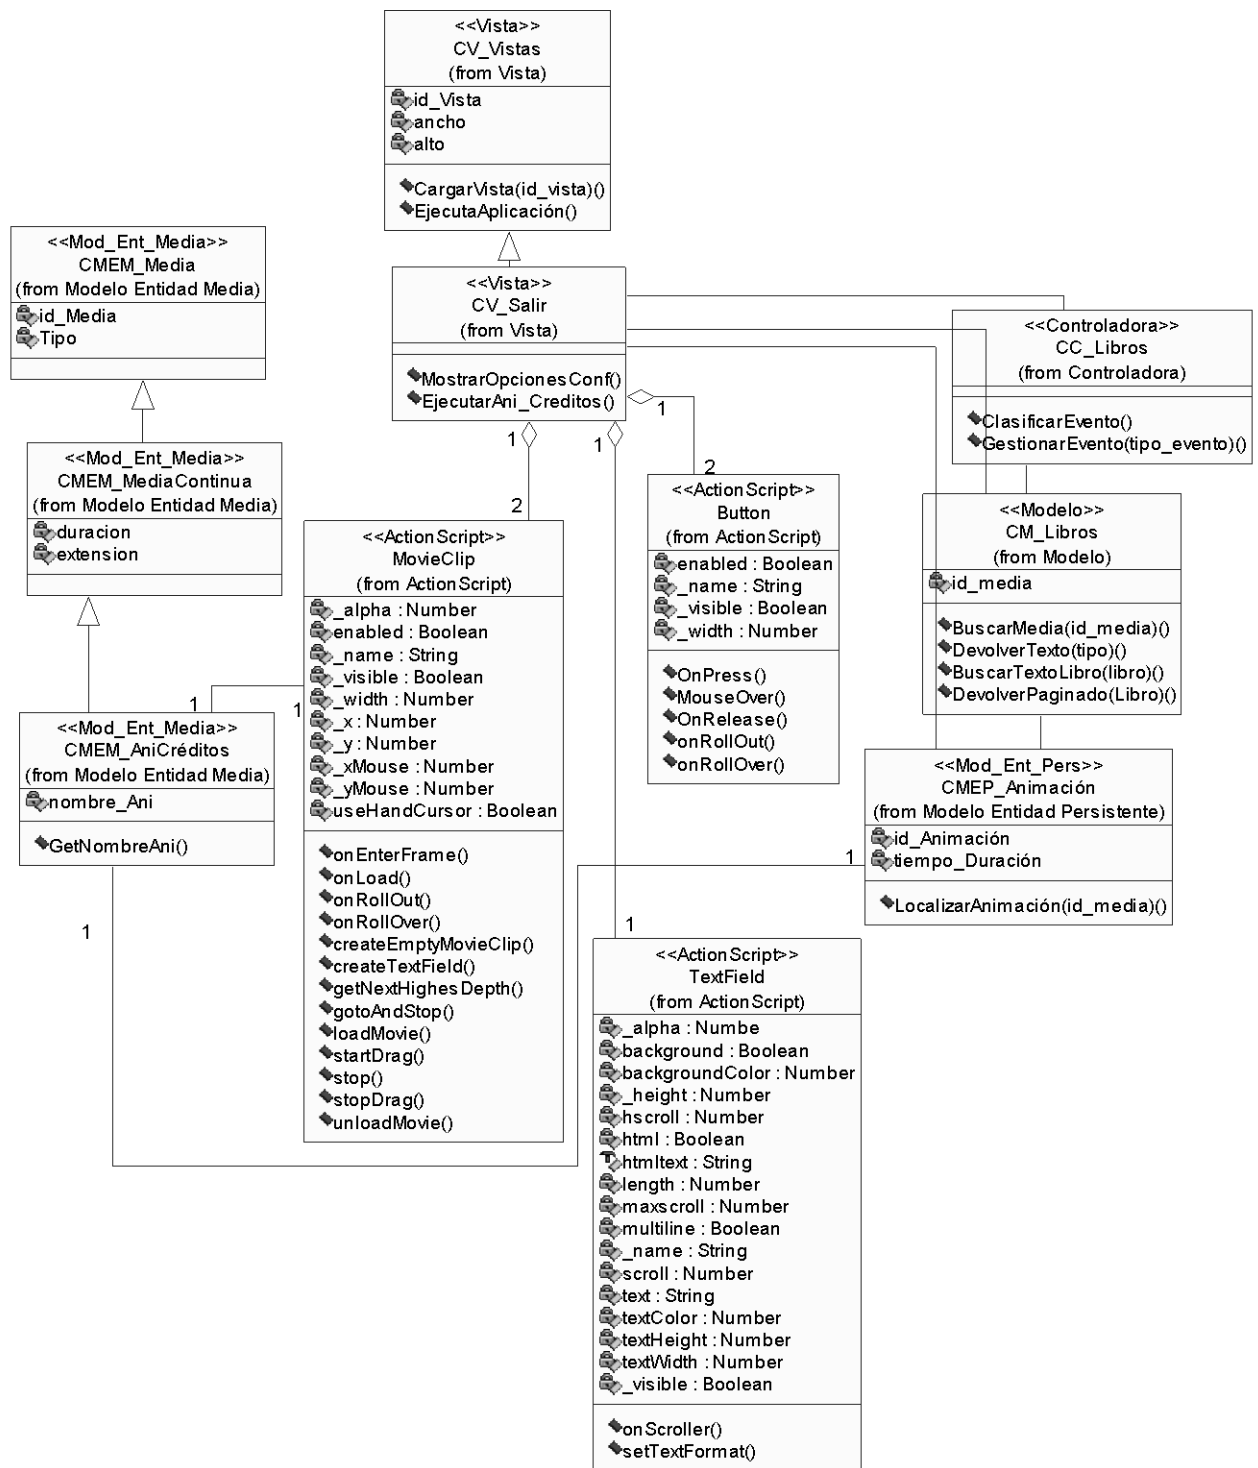 <<Vista>>
CV_Vistas
(from Vista)
id_Vista
ancho
alto
CargarVista(id_vista)()
EjecutaAplicación()
<<Mod_Ent_Media>>
CMEM_Media
(from Modelo Entidad Media)
id_Media
Tipo
<<Vista>>
CV_Salir
(from Vista)
MostrarOpcionesConf()
EjecutarAni_Creditos()
1
1
1
2
2
<<Controladora>>
CC_Libros
(from Controladora)
ClasificarEvento()
GestionarEvento(tipo_evento)()
<<Mod_Ent_Media>>
CMEM_MediaContinua
(from Modelo Entidad Media)
duracion
extension
<<ActionScript>>
MovieClip
(from ActionScript)
_alpha : Number
enabled : Boolean
_name : String
_visible : Boolean
_width : Number
_x : Number
_y : Number
_xMouse : Number
_yMouse : Number
useHandCursor : Boolean
onEnterFrame()
onLoad()
onRollOut()
onRollOver()
createEmptyMovieClip()
createTextField()
getNextHighesDepth()
gotoAndStop()
loadMovie()
startDrag()
stop()
stopDrag()
unloadMovie()
<<ActionScript>>
Button
(from ActionScript)
enabled : Boolean
_name : String
_visible : Boolean
_width : Number
OnPress()
MouseOver()
OnRelease()
onRollOut()
onRollOver()
<<Modelo>>
CM_Libros
(from Modelo)
id_media
BuscarMedia(id_media)()
DevolverTexto(tipo)()
BuscarTextoLibro(libro)()
DevolverPaginado(Libro)()
1
1
<<Mod_Ent_Media>>
CMEM_AniCréditos
(from Modelo Entidad Media)
nombre_Ani
GetNombreAni()
1
<<Mod_Ent_Pers>>
CMEP_Animación
(from Modelo Entidad Persistente)
id_Animación
tiempo_Duración
LocalizarAnimación(id_media)()
1
1
<<ActionScript>>
TextField
(from ActionScript)
_alpha : Numbe
background : Boolean
backgroundColor : Number
_height : Number
hscroll : Number
html : Boolean
htmltext : String
length : Number
maxscroll : Number
multiline : Boolean
_name : String
scroll : Number
text : String
textColor : Number
textHeight : Number
textWidth : Number
_visible : Boolean
onScroller()
setTextFormat()